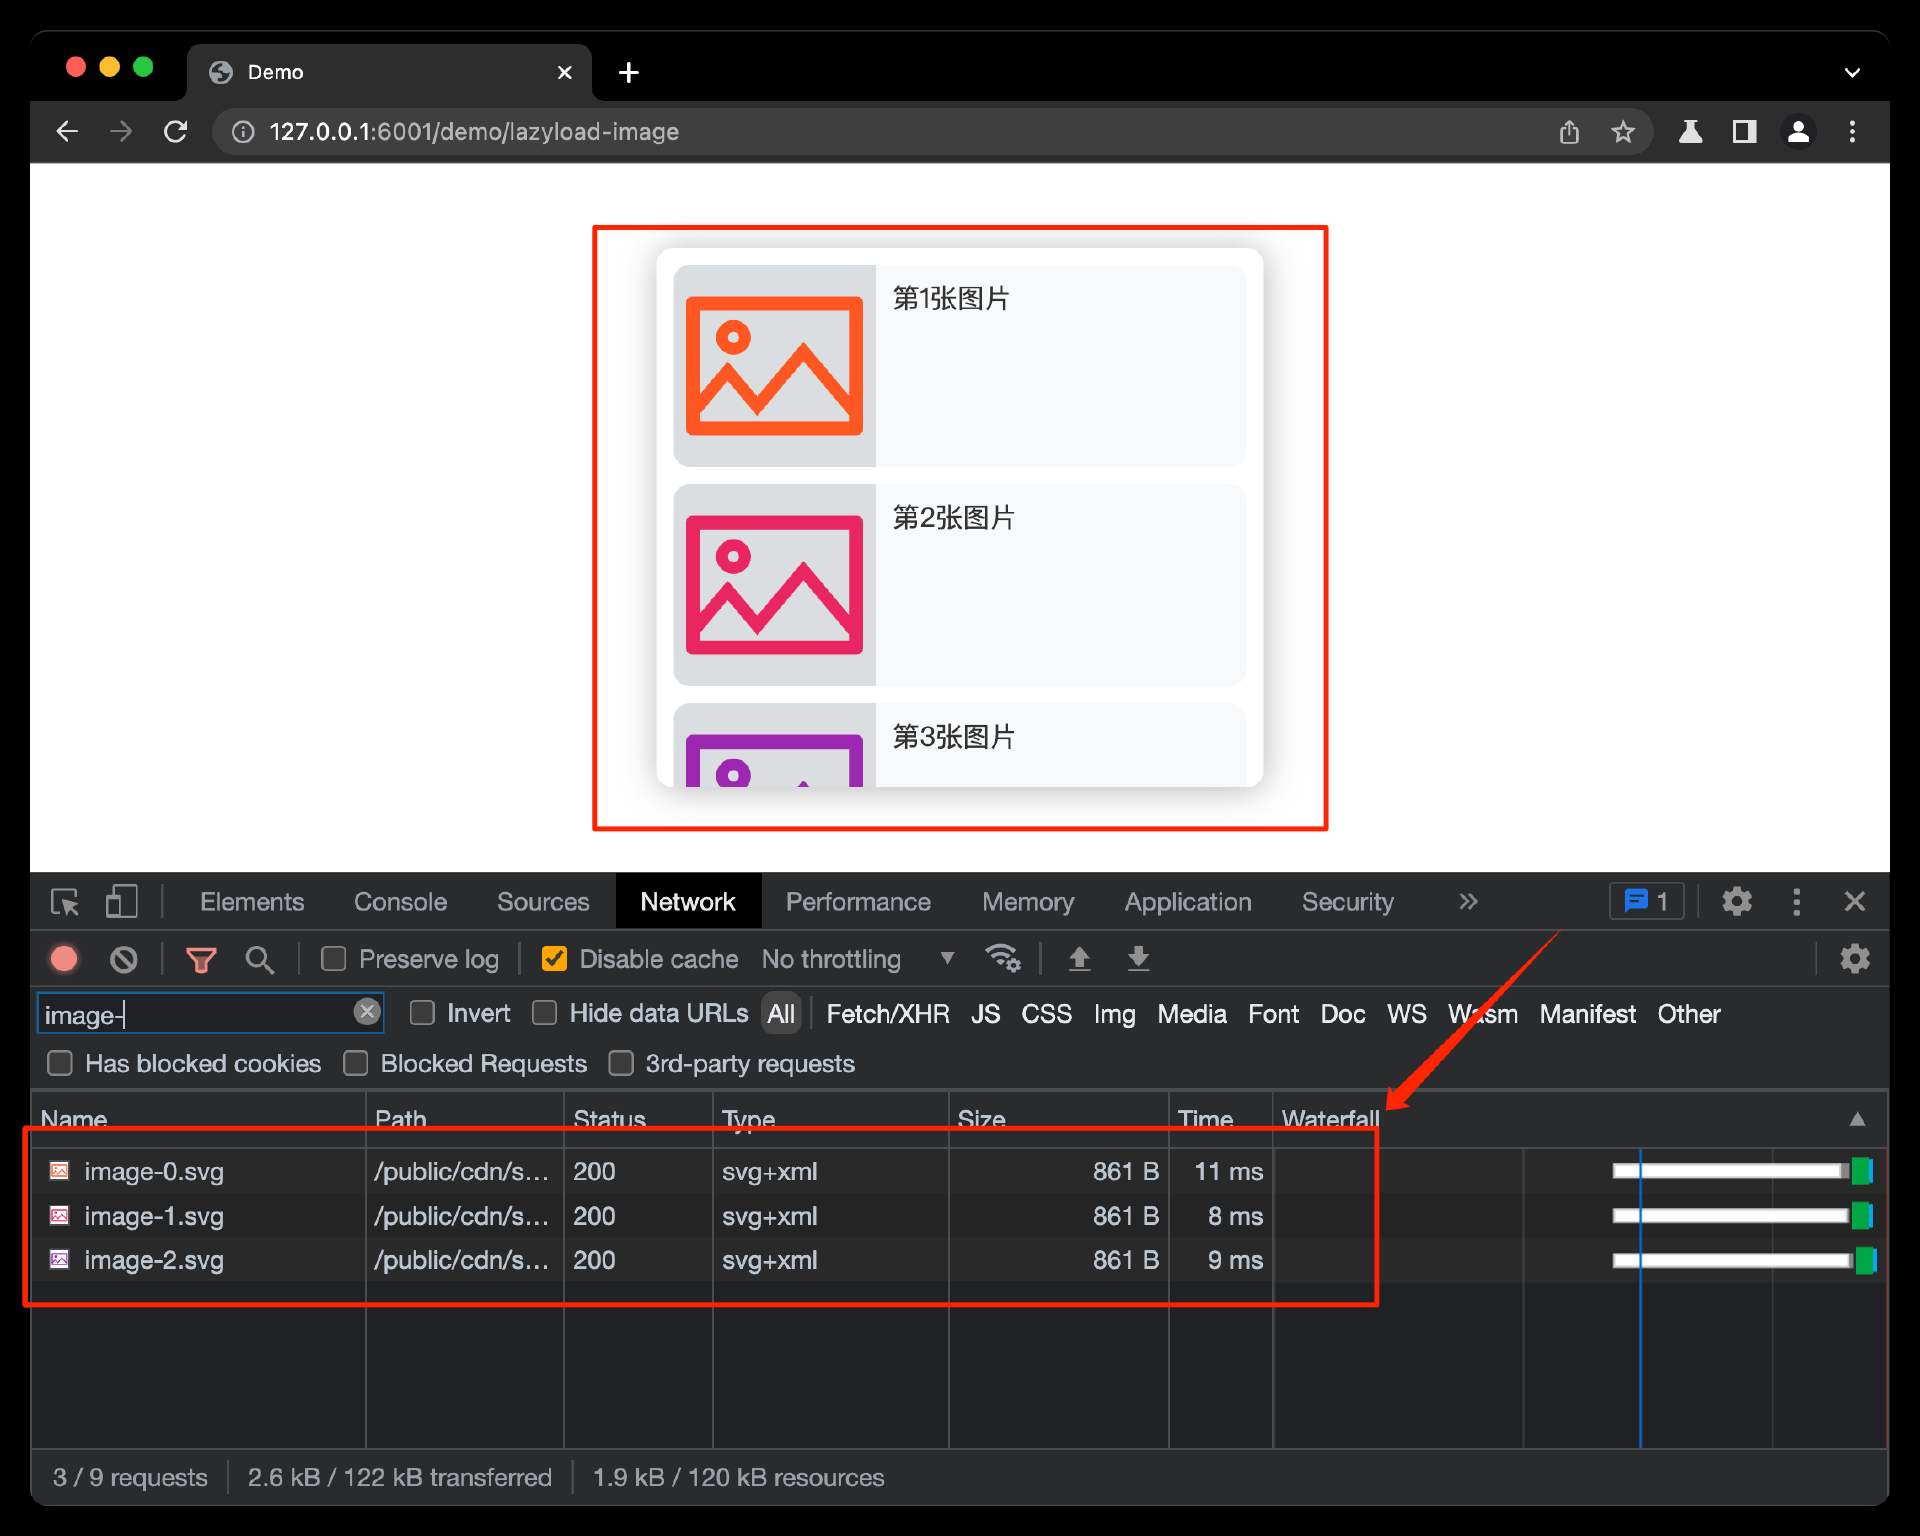 Demo
127.0.0.1:6001/demo/lazyload-image
第1张图片
第2张图片
第3张图片
Elements Console Sources Network Performance Memory Application Security 1
Preserve log Disable cache No throttling
image- Invert Hide data URLs All Fetch/XHR JS CSS Img Media Font Doc WS Wasm Manifest Other
Has blocked cookies Blocked Requests 3rd-party requests
Name Path Status Type Size Time Waterfall
image-0.svg /public/cdn/s... 200 svg+xml 861 B 11 ms
image-1.svg /public/cdn/s... 200 svg+xml 861 B 8 ms
image-2.svg /public/cdn/s... 200 svg+xml 861 B 9 ms
3 / 9 requests 2.6 kB / 122 kB transferred 1.9 kB / 120 kB resources